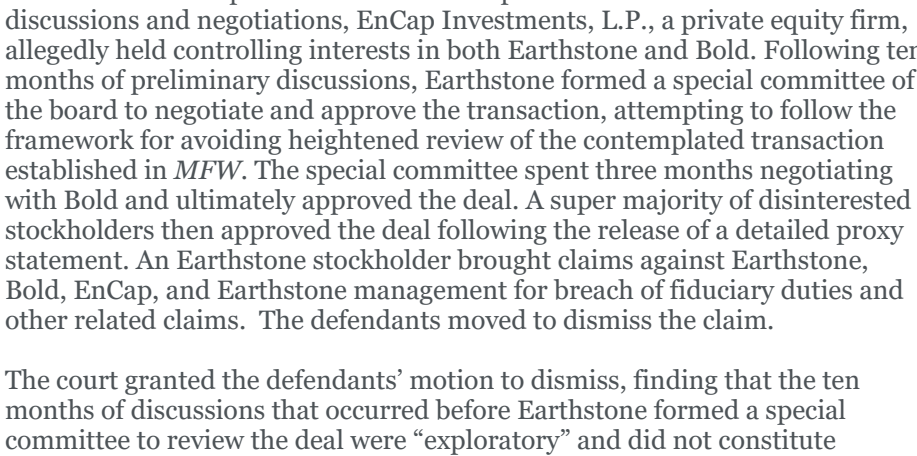 discussions and negotiations, EnCap Investments, L.P., a private equity firm,
allegedly held controlling interests in both Earthstone and Bold. Following ten
months of preliminary discussions, Earthstone formed a special committee of
the board to negotiate and approve the transaction, attempting to follow the
framework for avoiding heightened review of the contemplated transaction
established in MFW. The special committee spent three months negotiating
with Bold and ultimately approved the deal. A super majority of disinterested
stockholders then approved the deal following the release of a detailed proxy
statement. An Earthstone stockholder brought claims against Earthstone,
Bold, EnCap, and Earthstone management for breach of fiduciary duties and
other related claims.  The defendants moved to dismiss the claim.
The court granted the defendants’ motion to dismiss, finding that the ten
months of discussions that occurred before Earthstone formed a special
committee to review the deal were “exploratory” and did not constitute